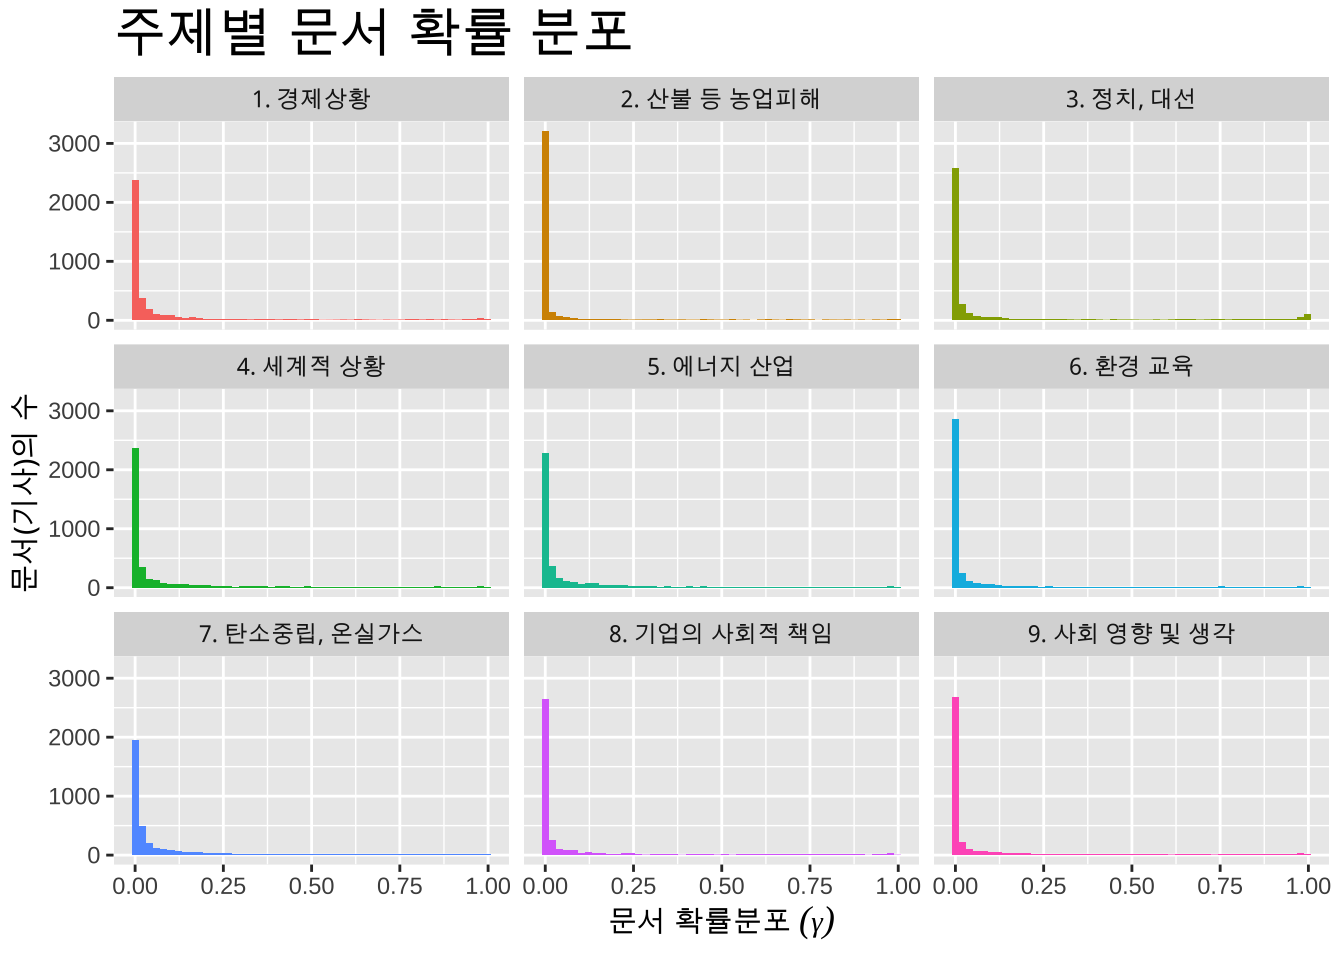 주제별 문서 확률 분포
1. 경제상황
2. 산불 등 농업피해
3. 정치, 대선
3000
2000
1000
0
4. 세계적 상황
5. 에너지 산업
6. 환경 교육
3000
2000
1000
0
문서(기사)의 수
7. 탄소중립, 온실가스
8. 기업의 사회적 책임
9. 사회 영향 및 생각
3000
2000
1000
0
0.00 0.25 0.50 0.75 1.00
0.00 0.25 0.50 0.75 1.00
0.00 0.25 0.50 0.75 1.00
문서 확률분포 (γ)